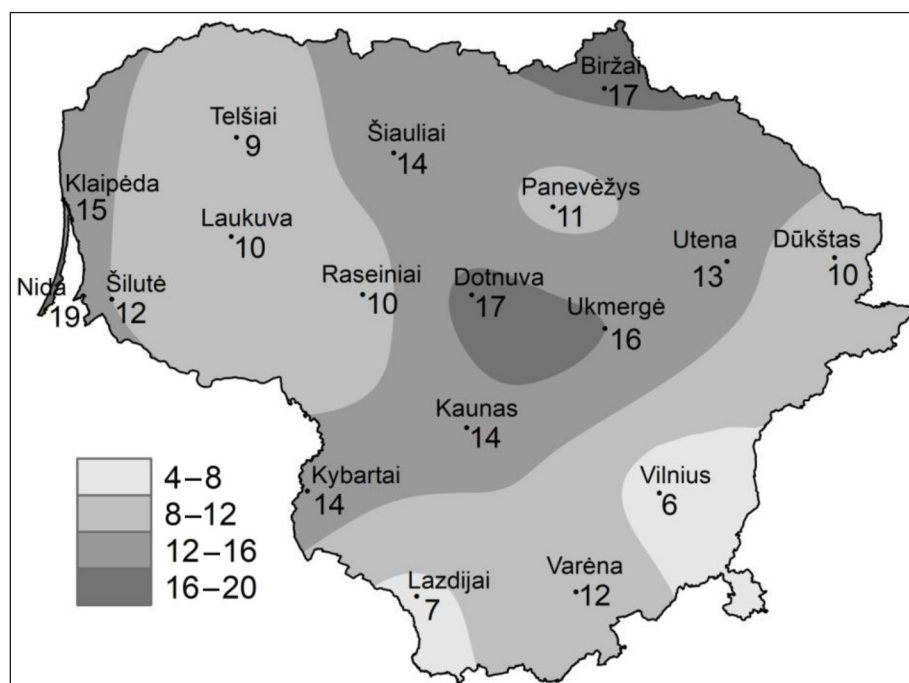 Biržai
17
Telšiai
9
Šiauliai
14
Klaipėda
15
Panevėžys
11
Laukuva
10
Utena
13
Dūkštas
10
Raseiniai
10
Dotnuva
17
Nida
19
Šilutė
12
Ukmergė
16
Kaunas
14
Kybartai
14
Vilnius
6
Lazdijai
7
Varėna
12
4–8
8–12
12–16
16–20